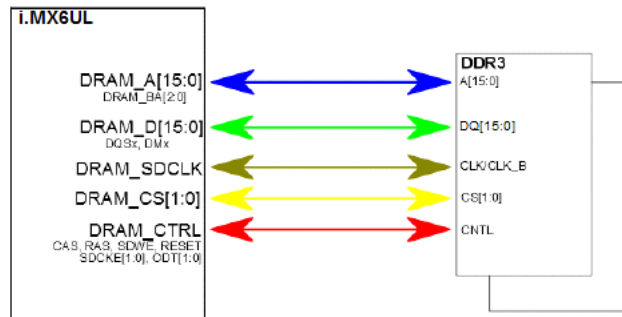 i.MX6UL
DRAM_A[15:0]
DRAM_BA[2:0]
DRAM_D[15:0]
DQSx, DMx
DRAM_SDCLK
DRAM_CS[1:0]
DRAM_CTRL
CAS, RAS, SDWE, RESET
SDCKE[1:0], ODT[1:0]
DDR3
A[15:0]
DQ[15:0]
CLK/CLK_B
CS[1:0]
CNTL